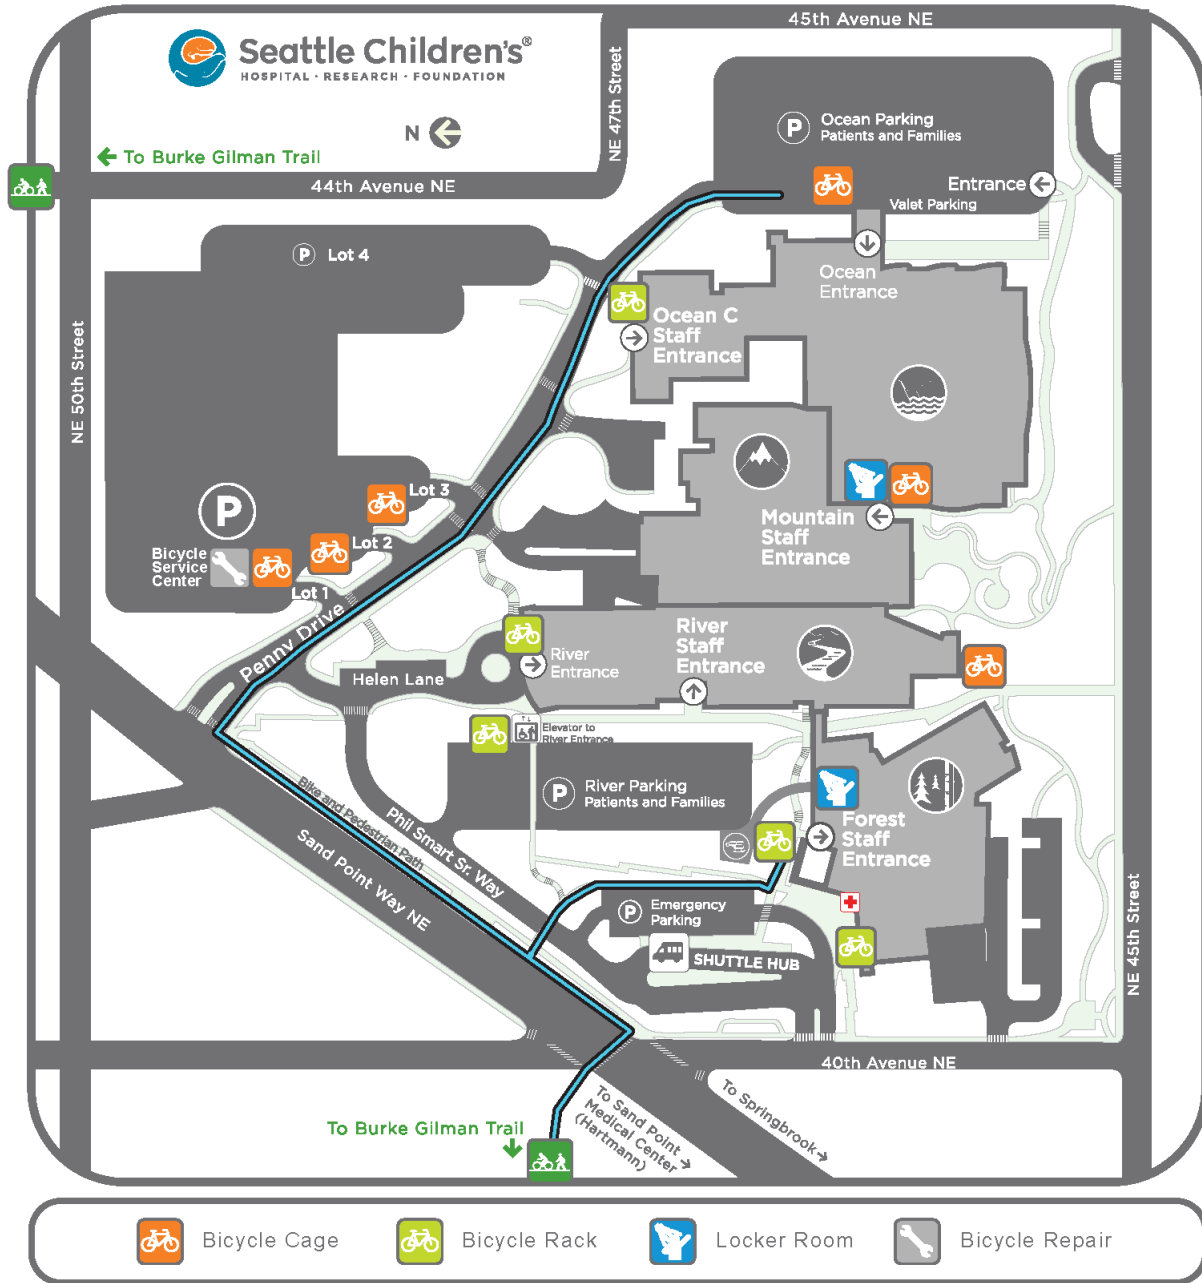 45th Avenue NE
Seattle Children's®
HOSPITAL · RESEARCH · FOUNDATION
NE 47th Street
N
P
Ocean Parking
Patients and Families
← To Burke Gilman Trail
44th Avenue NE
Entrance
Valet Parking
P
Lot 4
Ocean
Entrance
Ocean C
Staff
Entrance
NE 50th Street
Lot 3
P
Mountain
Staff
Entrance
Lot 2
Bicycle
Service
Center
Lot 1
Penny Drive
River
Staff
Entrance
River
Entrance
Helen Lane
Elevator to
River Entrance
P
River Parking
Patients and Families
Bike and Pedestrian Path
Phil Smart Sr. Way
Sand Point Way NE
Forest
Staff
Entrance
P
Emergency
Parking
SHUTTLE HUB
NE 45th Street
40th Avenue NE
To Sand Point
Medical Center →
(Hartmann)
To Springbrook →
To Burke Gilman Trail
Bicycle Cage
Bicycle Rack
Locker Room
Bicycle Repair